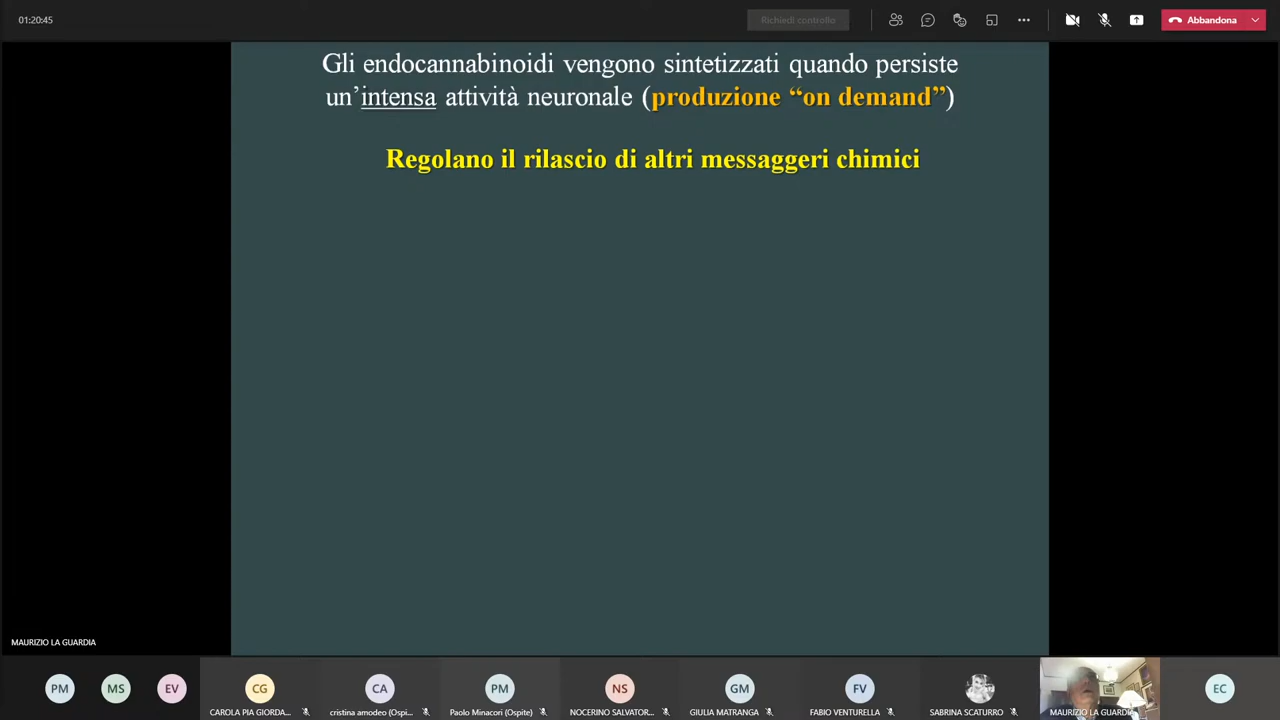 01:20:45
Richiedi controllo
Abbandona
Gli endocannabinoidi vengono sintetizzati quando persiste
un’intensa attività neuronale (produzione “on demand”)
Regolano il rilascio di altri messaggeri chimici
MAURIZIO LA GUARDIA
PM
MS
EV
CG
CA
PM
NS
GM
FV
EC
CAROLA PIA GIORDA...
cristina amodeo (Ospi...
Paolo Minacori (Ospite)
NOCERINO SALVATOR...
GIULIA MATRANGA
FABIO VENTURELLA
SABRINA SCATURRO
MAURIZIO LA GUARDIA